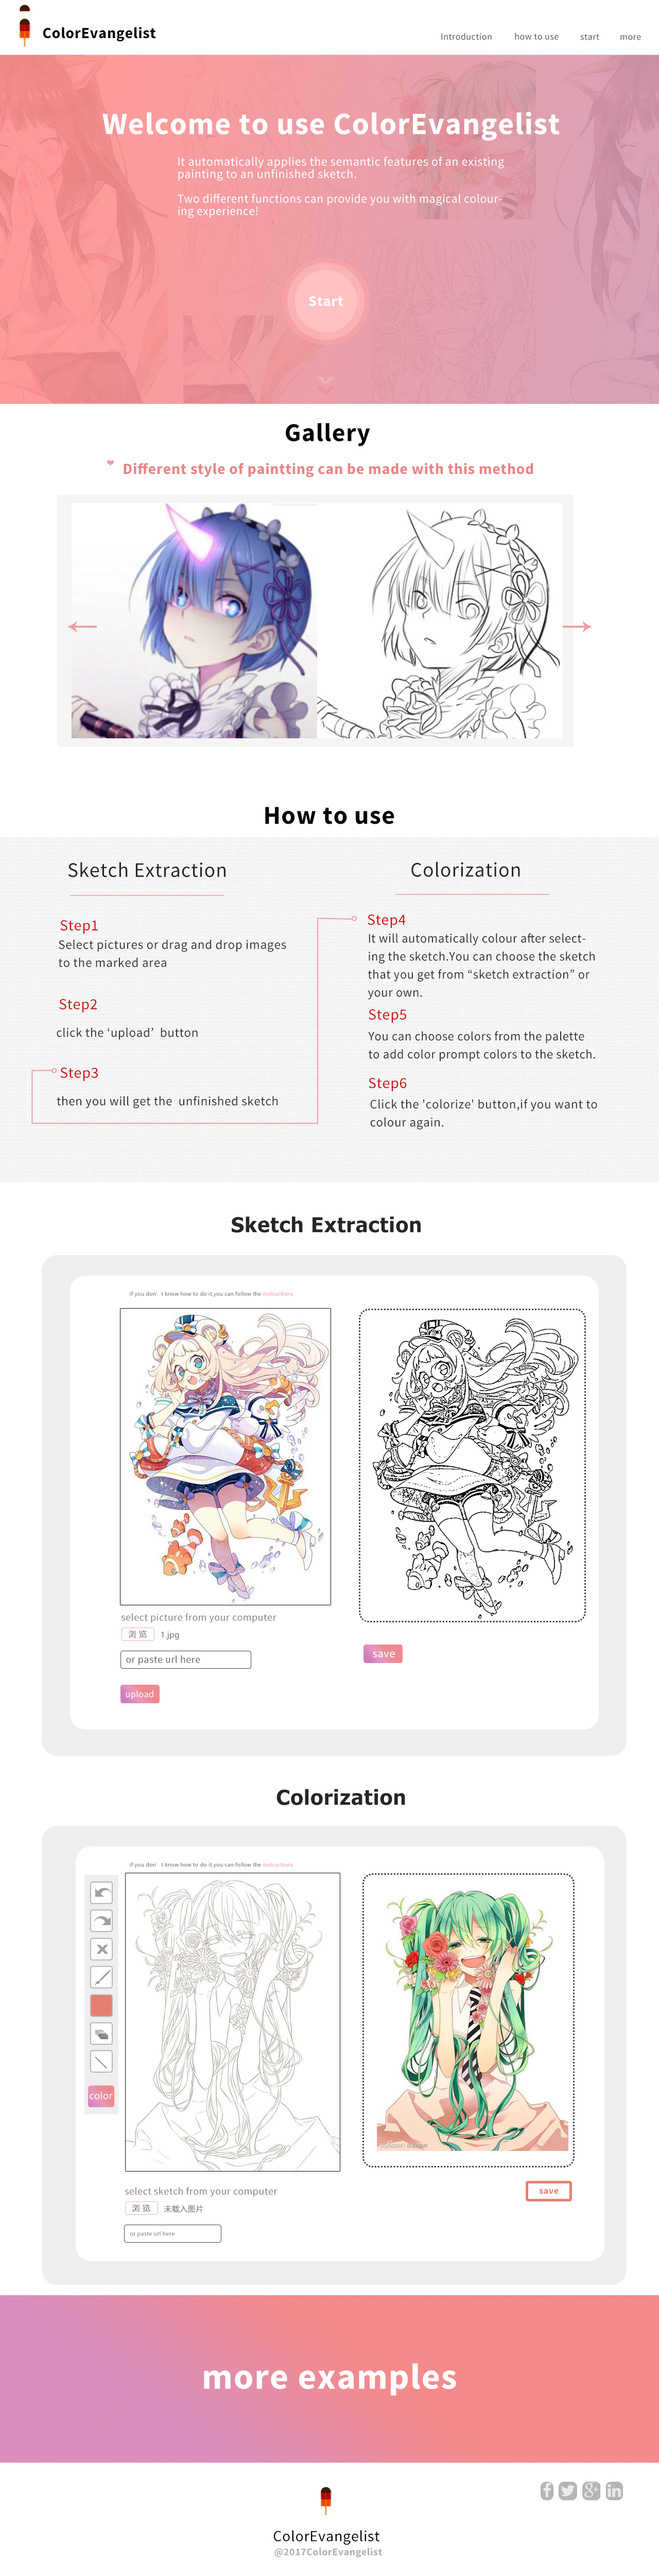 ColorEvangelist
Introduction
how to use
start
more
Welcome to use ColorEvangelist
It automatically applies the semantic features of an existing
painting to an unfinished sketch.
Two different functions can provide you with magical colour-
ing experience!
Start
Gallery
Different style of paintting can be made with this method
How to use
Sketch Extraction
Step1
Select pictures or drag and drop images
to the marked area
Step2
click the ‘upload’ button
Step3
then you will get the unfinished sketch
Colorization
Step4
It will automatically colour after select-
ing the sketch.You can choose the sketch
that you get from “sketch extraction” or
your own.
Step5
You can choose colors from the palette
to add color prompt colors to the sketch.
Step6
Click the 'colorize' button,if you want to
colour again.
Sketch Extraction
if you don’t know how to do it,you can follow the instructions
select picture from your computer
浏览 1.jpg
or paste url here
upload
save
Colorization
if you don’t know how to do it,you can follow the instructions
color
select sketch from your computer
浏览 未载入图片
or paste url here
save
more examples
ColorEvangelist
@2017ColorEvangelist